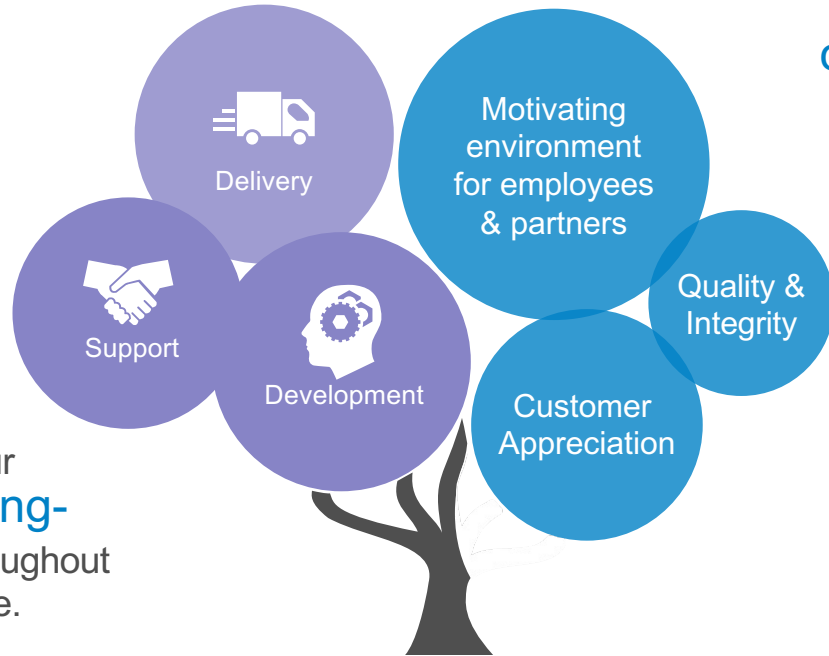 Delivery
Motivating
environment
for employees
& partners
Support
Development
Quality &
Integrity
Customer
Appreciation